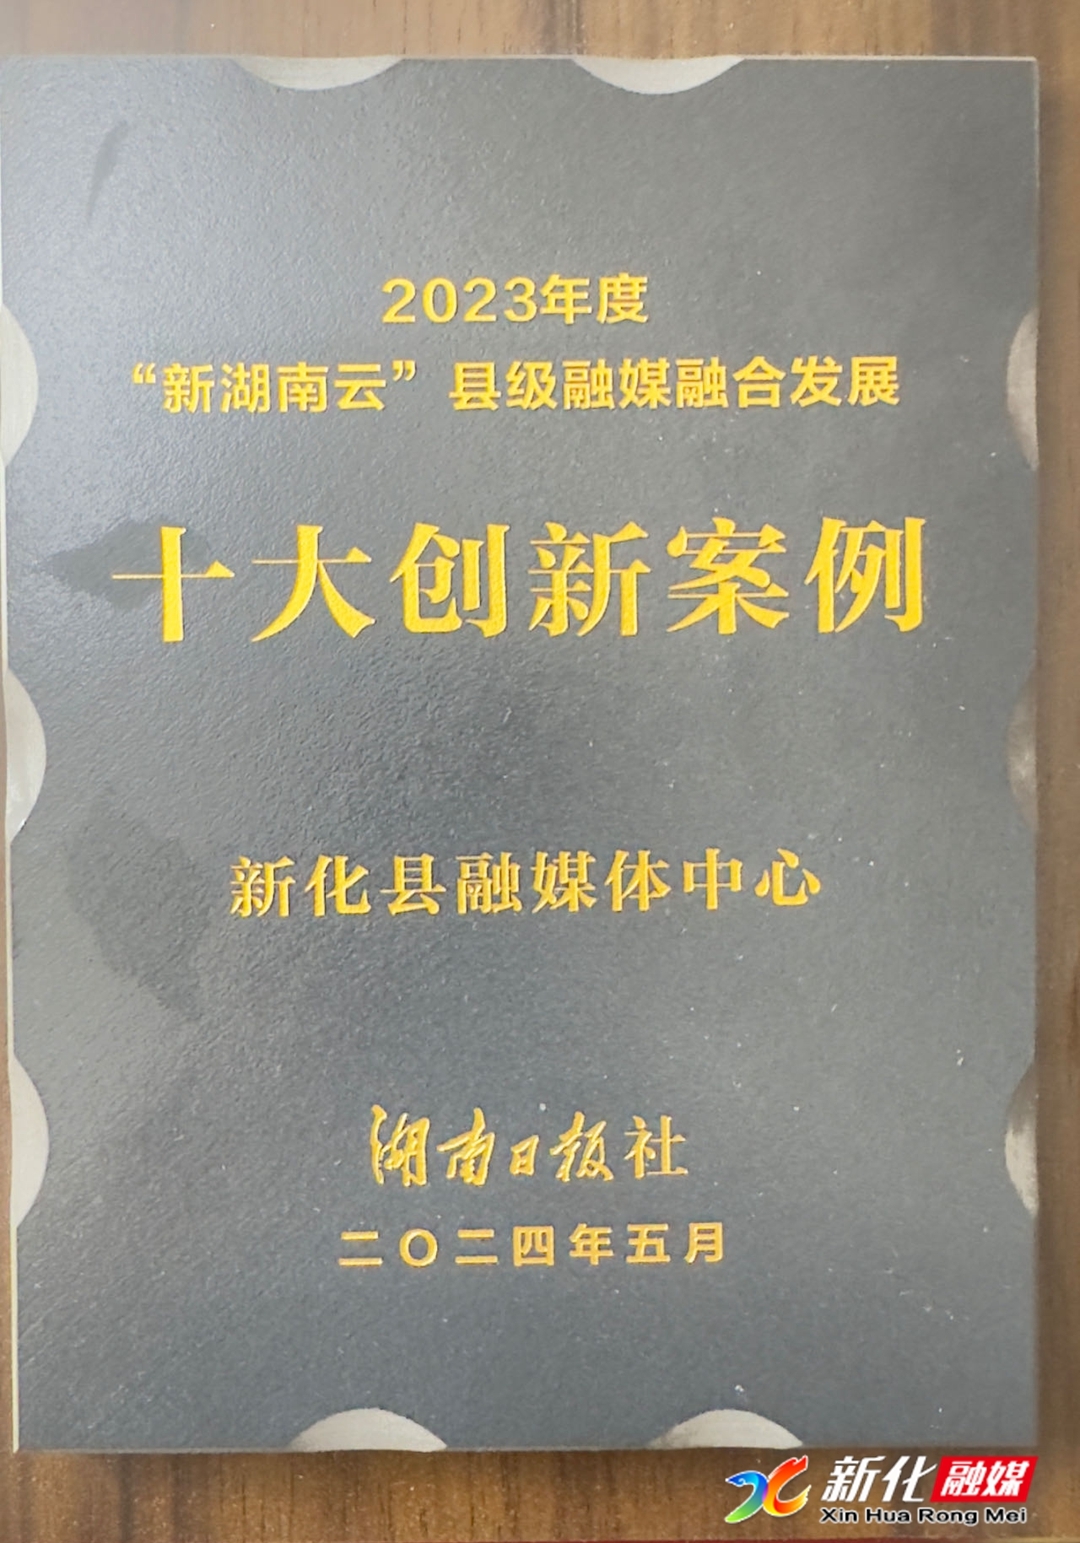 2023年度
“新湖南云”县级融媒融合发展
十大创新案例
新化县融媒体中心
湖南日报社
二〇二四年五月
新化融媒
Xin Hua Rong Mei